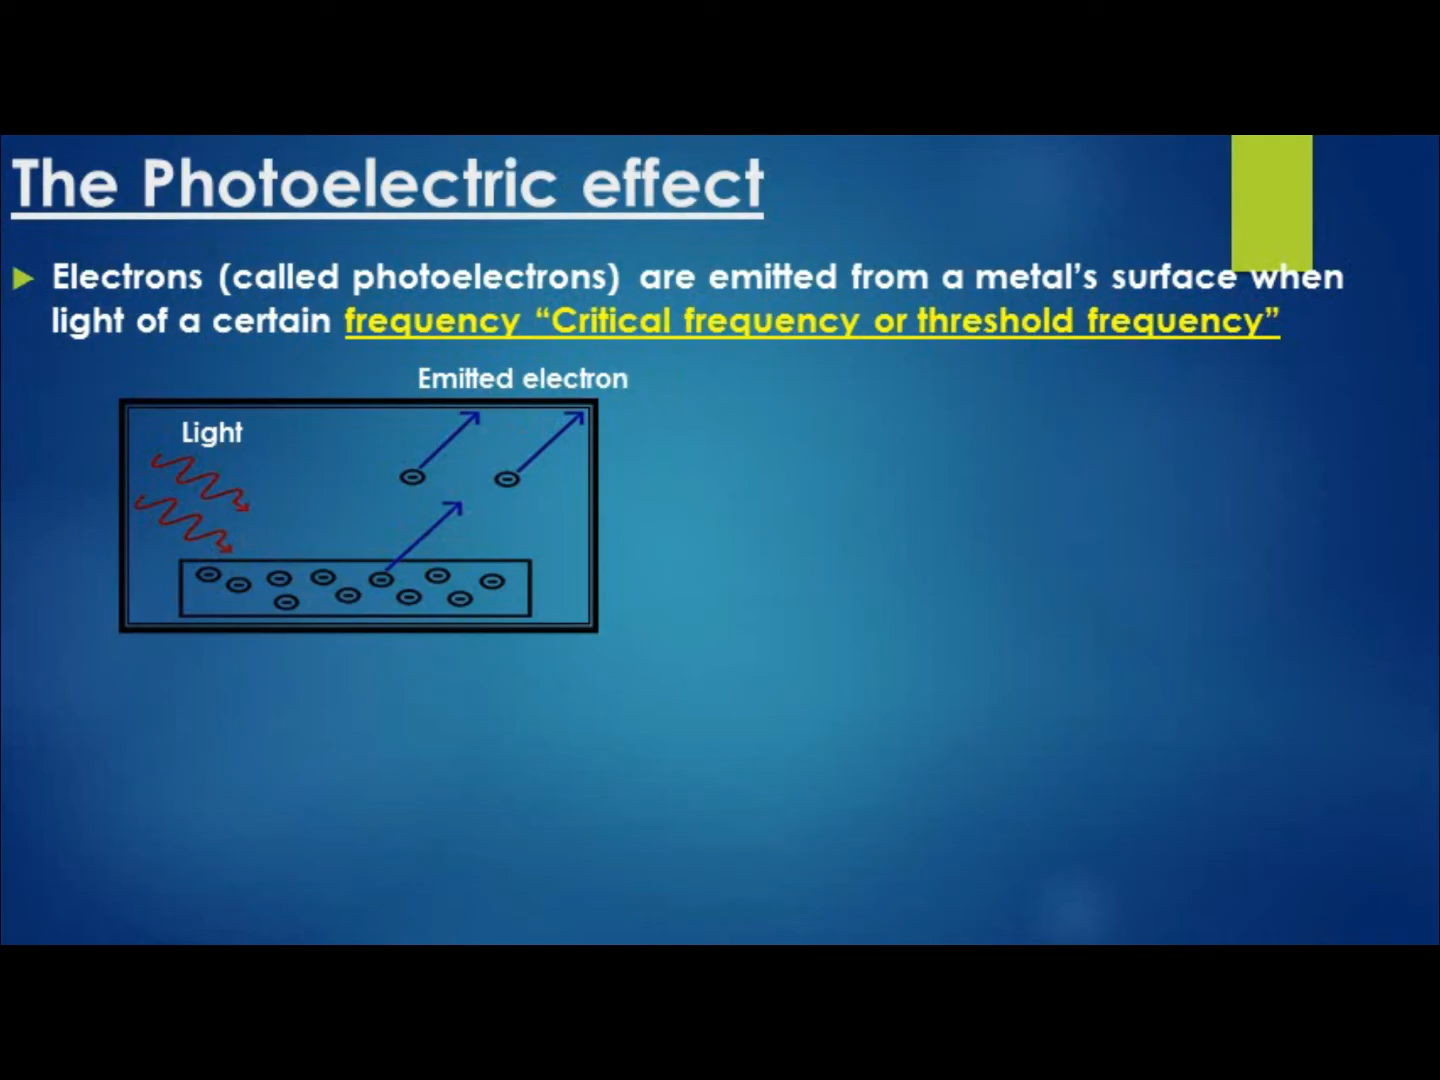 The Photoelectric effect
Electrons (called photoelectrons) are emitted from a metal’s surface when
light of a certain frequency “Critical frequency or threshold frequency”
Emitted electron
Light